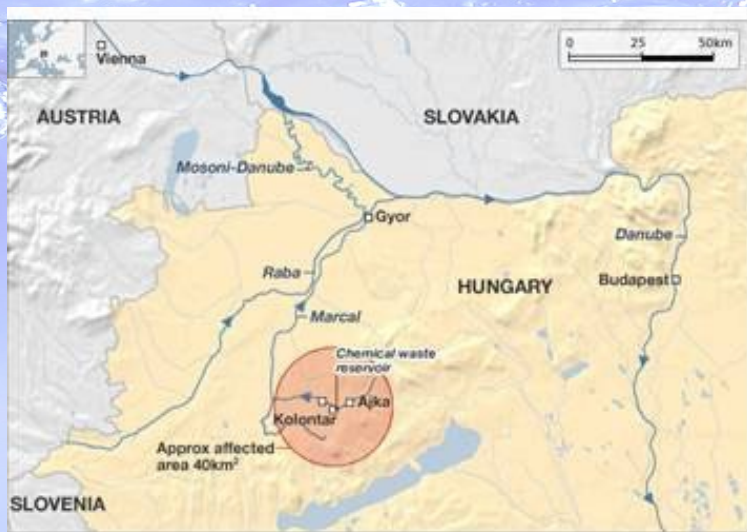 Vienna
0 25 50km
AUSTRIA
SLOVAKIA
Mosoni-Danube
Gyor
Danube
Raba
HUNGARY
Budapest
Marcal
Chemical waste
reservoir
Ajka
Kolontar
Approx affected
area 40km²
SLOVENIA